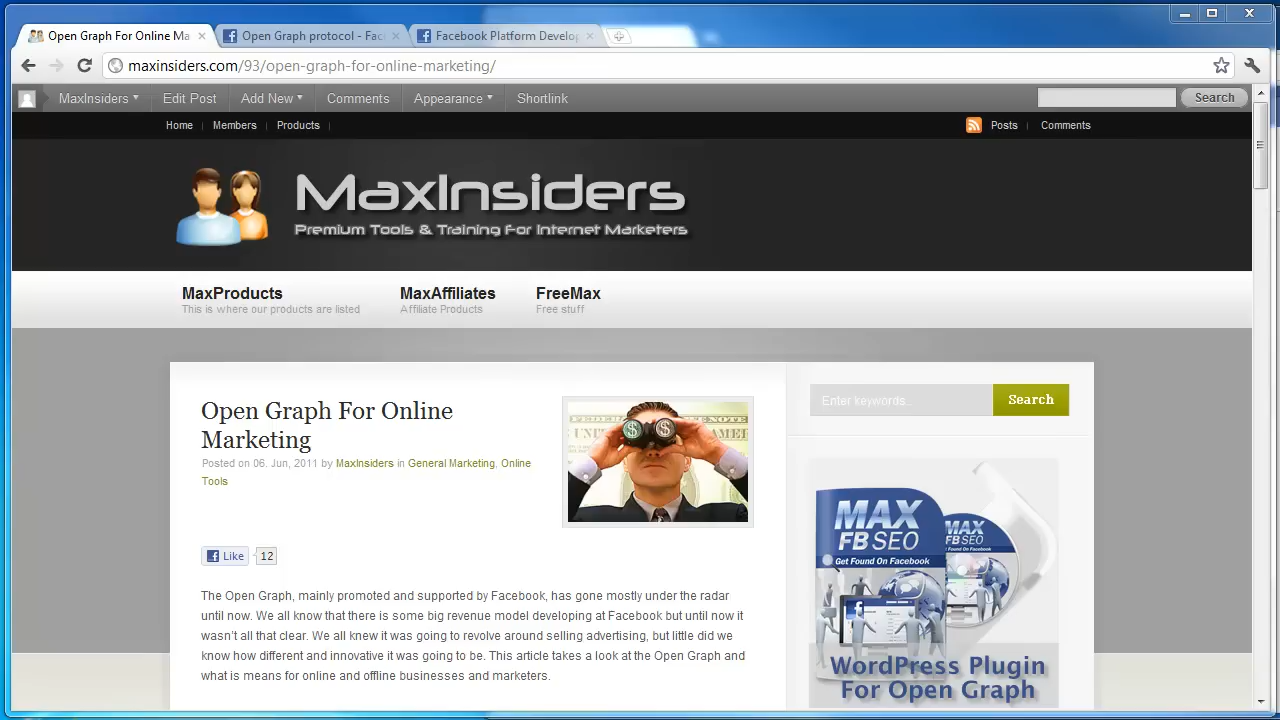 Open Graph For Online Ma
Open Graph protocol - Fac
Facebook Platform Develop
maxinsiders.com/93/open-graph-for-online-marketing/
MaxInsiders Edit Post Add New Comments Appearance Shortlink Search
Home Members Products Posts Comments
MaxInsiders
Premium Tools & Training For Internet Marketers
MaxProducts
This is where our products are listed
MaxAffiliates
Affiliate Products
FreeMax
Free stuff
Open Graph For Online
Marketing
Posted on 06. Jun, 2011 by MaxInsiders in General Marketing, Online
Tools
Like 12
The Open Graph, mainly promoted and supported by Facebook, has gone mostly under the radar
until now. We all know that there is some big revenue model developing at Facebook but until now it
wasn't all that clear. We all knew it was going to revolve around selling advertising, but little did we
know how different and innovative it was going to be. This article takes a look at the Open Graph and
what is means for online and offline businesses and marketers.
Enter keywords... Search
MAX
FB SEO
Get Found On Facebook
MAX
FB SEO
Get Found On Facebook
WordPress Plugin
For Open Graph